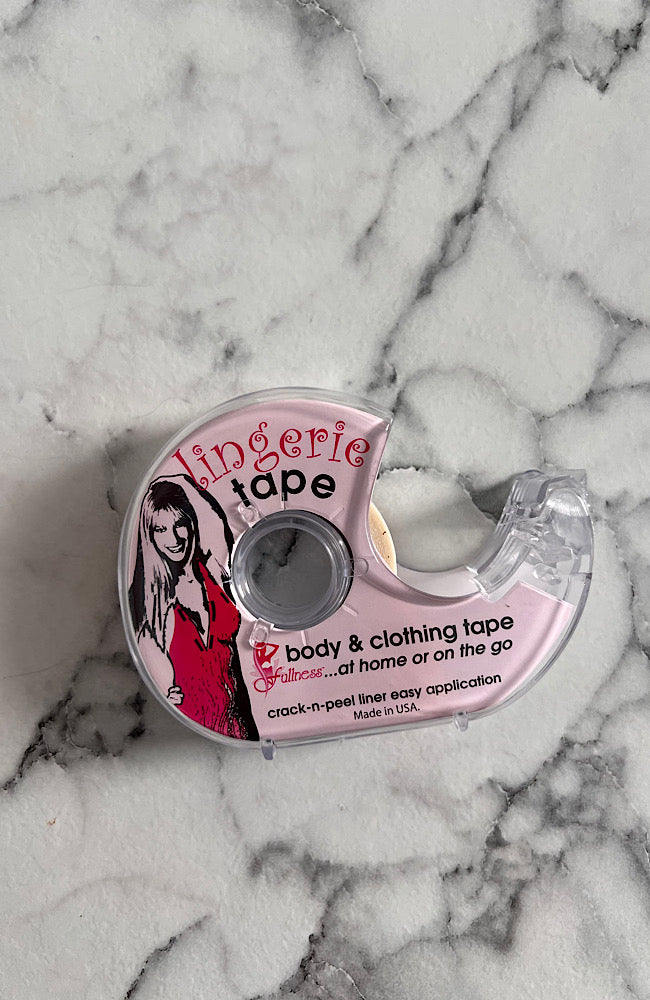 lingerie
tape
body & clothing tape
fullness™...at home or on the go
crack-n-peel liner easy application
Made in USA.